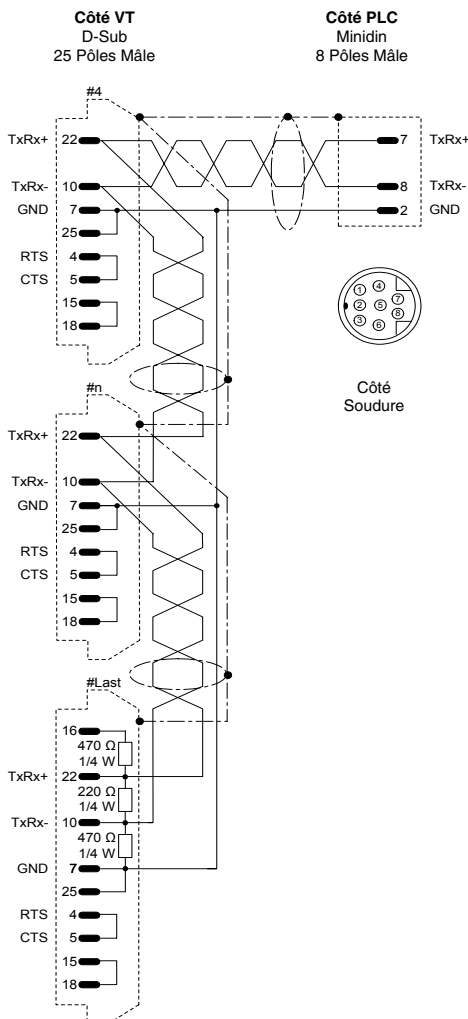 Côté VT
D-Sub
25 Pôles Mâle
Côté PLC
Minidin
8 Pôles Mâle
#4
TxRx+ 22
7 TxRx+
TxRx- 10
8 TxRx-
GND 7
2 GND
25
RTS 4
CTS 5
15
18
1 4
2 5 7
8
3 6
Côté
Soudure
#n
TxRx+ 22
TxRx- 10
GND 7
25
RTS 4
CTS 5
15
18
#Last
16
470 Ω
1/4 W
TxRx+ 22
220 Ω
1/4 W
TxRx- 10
470 Ω
1/4 W
GND 7
25
RTS 4
CTS 5
15
18